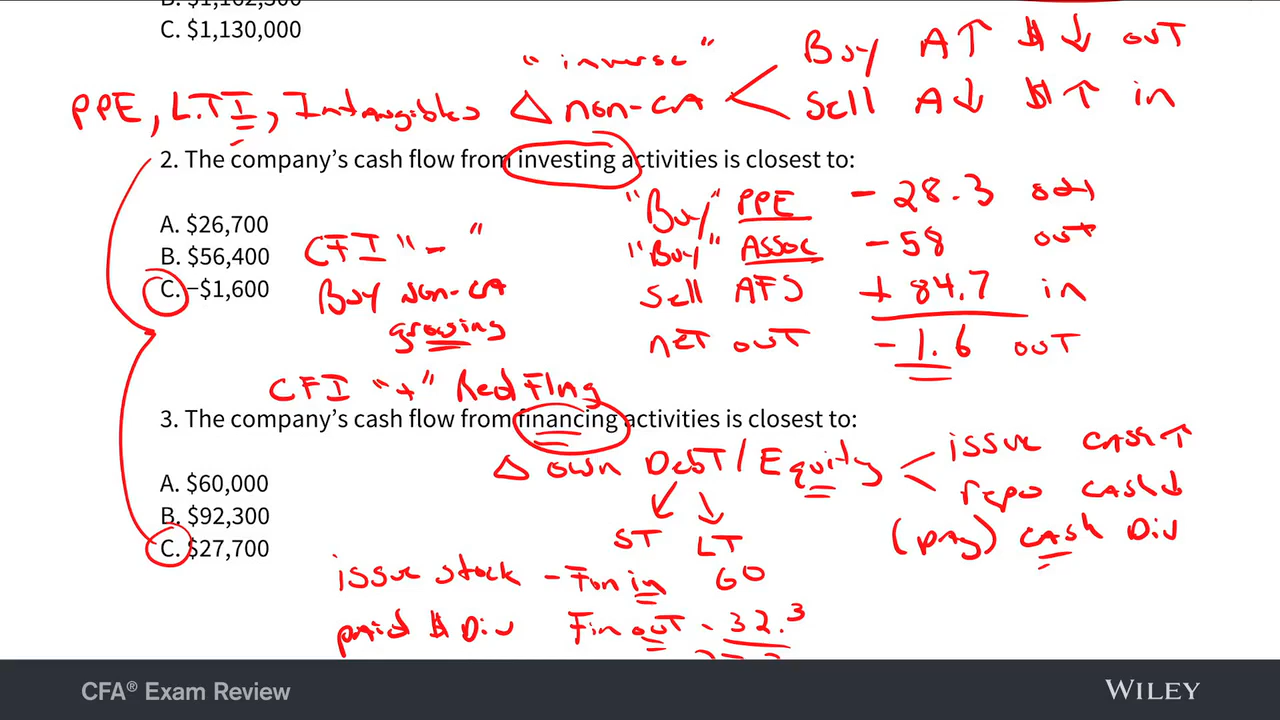 C. $1,130,000
"inverse"
Buy A↑ $↓ out
PPE, LTI, Intangibles Δ non-CA
Sell A↓ $↑ in
2. The company's cash flow from investing activities is closest to:
"Buy" PPE - 28.3 out
A. $26,700
"Buy" Assoc - 58 out
B. $56,400
CFI "-"
C. −$1,600
Buy non-CA
Sell AFS + 84.7 in
growing
net out - 1.6 out
CFI "+" Red Flag
3. The company's cash flow from financing activities is closest to:
Δ own Debt/Equity
issue cash↑
repo cash↓
A. $60,000
B. $92,300
ST LT
(pay) cash Div
C. $27,700
issue stock - Fin in 60
paid $ Div Fin out - 32.3
CFA® Exam Review
WILEY